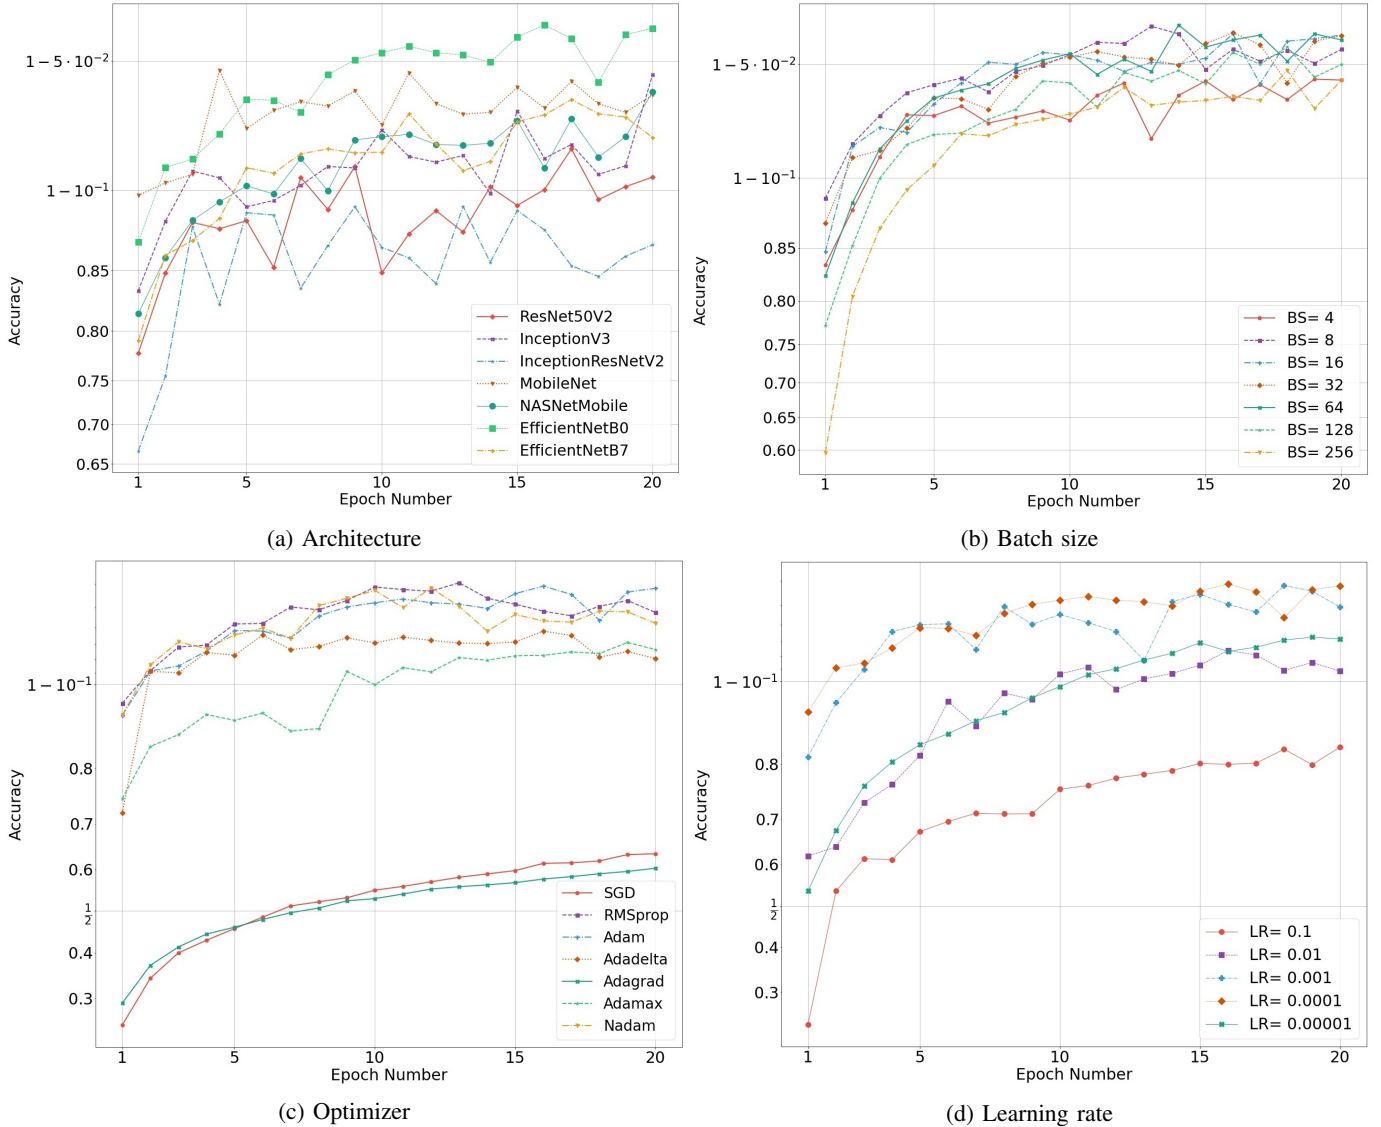 1 − 5 · 10⁻²
1 − 10⁻¹
0.85
0.80
0.75
0.70
0.65
Accuracy
1 5 10 15 20
Epoch Number
ResNet50V2
InceptionV3
InceptionResNetV2
MobileNet
NASNetMobile
EfficientNetB0
EfficientNetB7
(a) Architecture
1 − 5 · 10⁻²
1 − 10⁻¹
0.85
0.80
0.75
0.70
0.65
0.60
Accuracy
1 5 10 15 20
Epoch Number
BS= 4
BS= 8
BS= 16
BS= 32
BS= 64
BS= 128
BS= 256
(b) Batch size
1 − 10⁻¹
0.8
0.7
0.6
1/2
0.4
0.3
Accuracy
1 5 10 15 20
Epoch Number
SGD
RMSprop
Adam
Adadelta
Adagrad
Adamax
Nadam
(c) Optimizer
1 − 10⁻¹
0.8
0.7
0.6
1/2
0.4
0.3
Accuracy
1 5 10 15 20
Epoch Number
LR= 0.1
LR= 0.01
LR= 0.001
LR= 0.0001
LR= 0.00001
(d) Learning rate